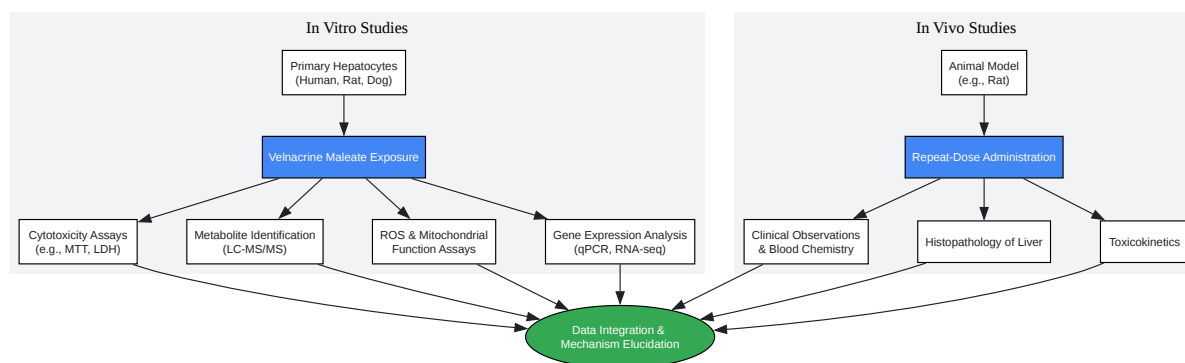 In Vitro Studies
In Vivo Studies
Primary Hepatocytes
(Human, Rat, Dog)
Animal Model
(e.g., Rat)
Velnacrine Maleate Exposure
Repeat-Dose Administration
Cytotoxicity Assays
(e.g., MTT, LDH)
Metabolite Identification
(LC-MS/MS)
ROS & Mitochondrial
Function Assays
Gene Expression Analysis
(qPCR, RNA-seq)
Clinical Observations
& Blood Chemistry
Histopathology of Liver
Toxicokinetics
Data Integration &
Mechanism Elucidation